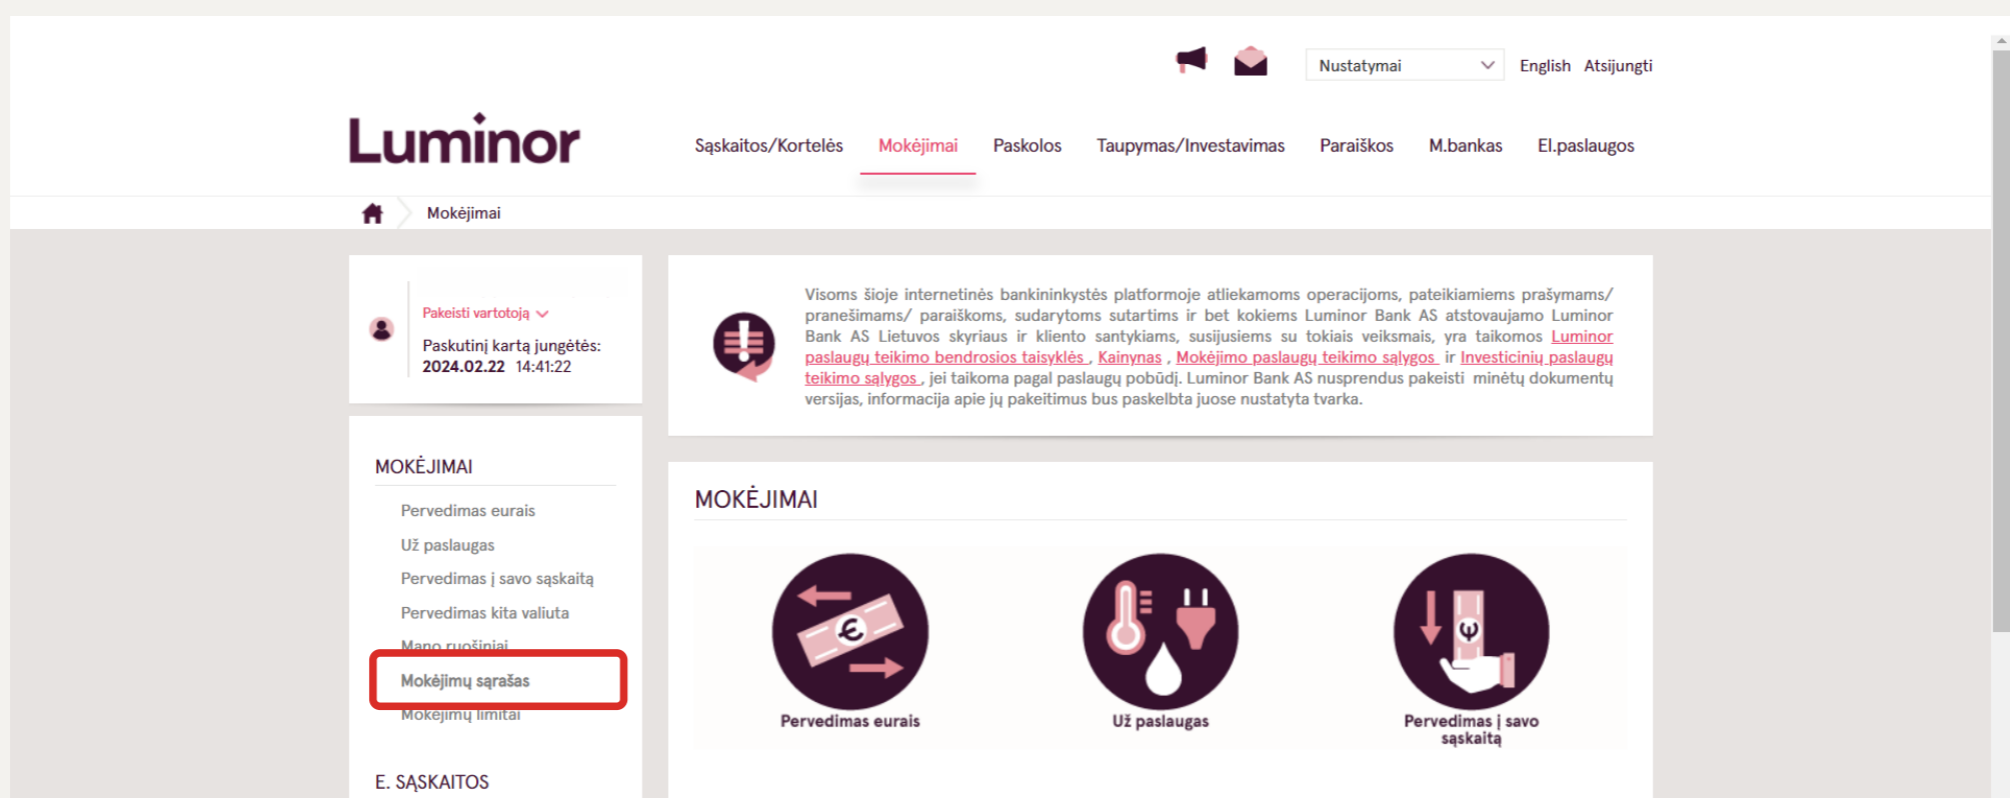 Nustatymai
English Atsijungti
Luminor
Sąskaitos/Kortelės Mokėjimai Paskolos Taupymas/Investavimas Paraiškos M.bankas El.paslaugos
Mokėjimai
Pakeisti vartotoją
Paskutinį kartą jungėtės:
2024.02.22 14:41:22
Visoms šioje internetinės bankininkystės platformoje atliekamoms operacijoms, pateikiamiems prašymams/
pranešimams/ paraiškoms, sudarytoms sutartims ir bet kokiems Luminor Bank AS atstovaujamo Luminor
Bank AS Lietuvos skyriaus ir kliento santykiams, susijusiems su tokiais veiksmais, yra taikomos Luminor
paslaugų teikimo bendrosios taisyklės , Kainynas , Mokėjimo paslaugų teikimo sąlygos ir Investicinių paslaugų
teikimo sąlygos , jei taikoma pagal paslaugų pobūdį. Luminor Bank AS nusprendus pakeisti minėtų dokumentų
versijas, informacija apie jų pakeitimus bus paskelbta juose nustatyta tvarka.
MOKĖJIMAI
Pervedimas eurais
Už paslaugas
Pervedimas į savo sąskaitą
Pervedimas kita valiuta
Mano ruošiniai
Mokėjimų sąrašas
Mokėjimų limitai
E. SĄSKAITOS
MOKĖJIMAI
Pervedimas eurais
Už paslaugas
Pervedimas į savo
sąskaitą